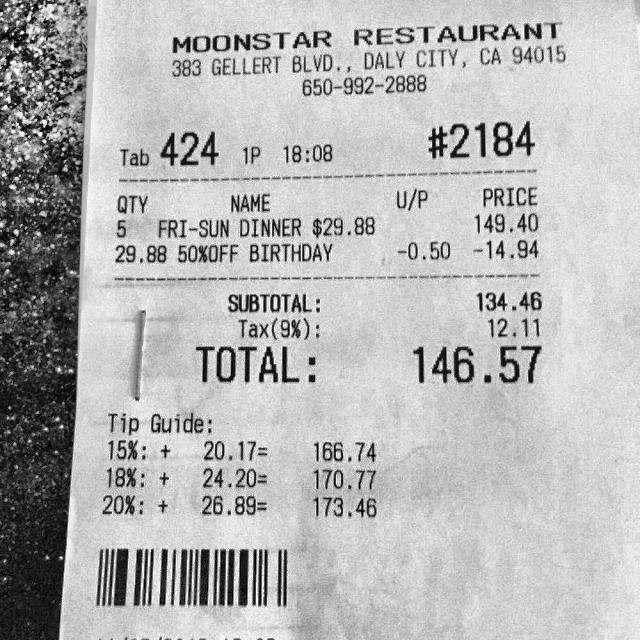 MOONSTAR RESTAURANT
383 GELLERT BLVD., DALY CITY, CA 94015
650-992-2888
Tab 424 1P 18:08 #2184
QTY NAME U/P PRICE
5 FRI-SUN DINNER $29.88 149.40
29.88 50%OFF BIRTHDAY -0.50 -14.94
SUBTOTAL: 134.46
Tax(9%): 12.11
TOTAL: 146.57
Tip Guide:
15%: + 20.17= 166.74
18%: + 24.20= 170.77
20%: + 26.89= 173.46